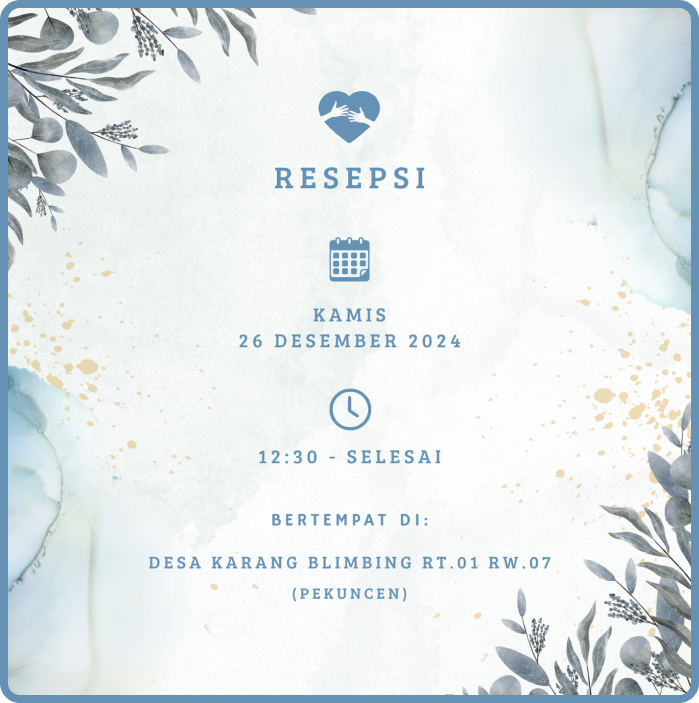 RESEPSI
KAMIS
26 DESEMBER 2024
12:30 - SELESAI
BERTEMPAT DI:
DESA KARANG BLIMBING RT.01 RW.07
(PEKUNCEN)